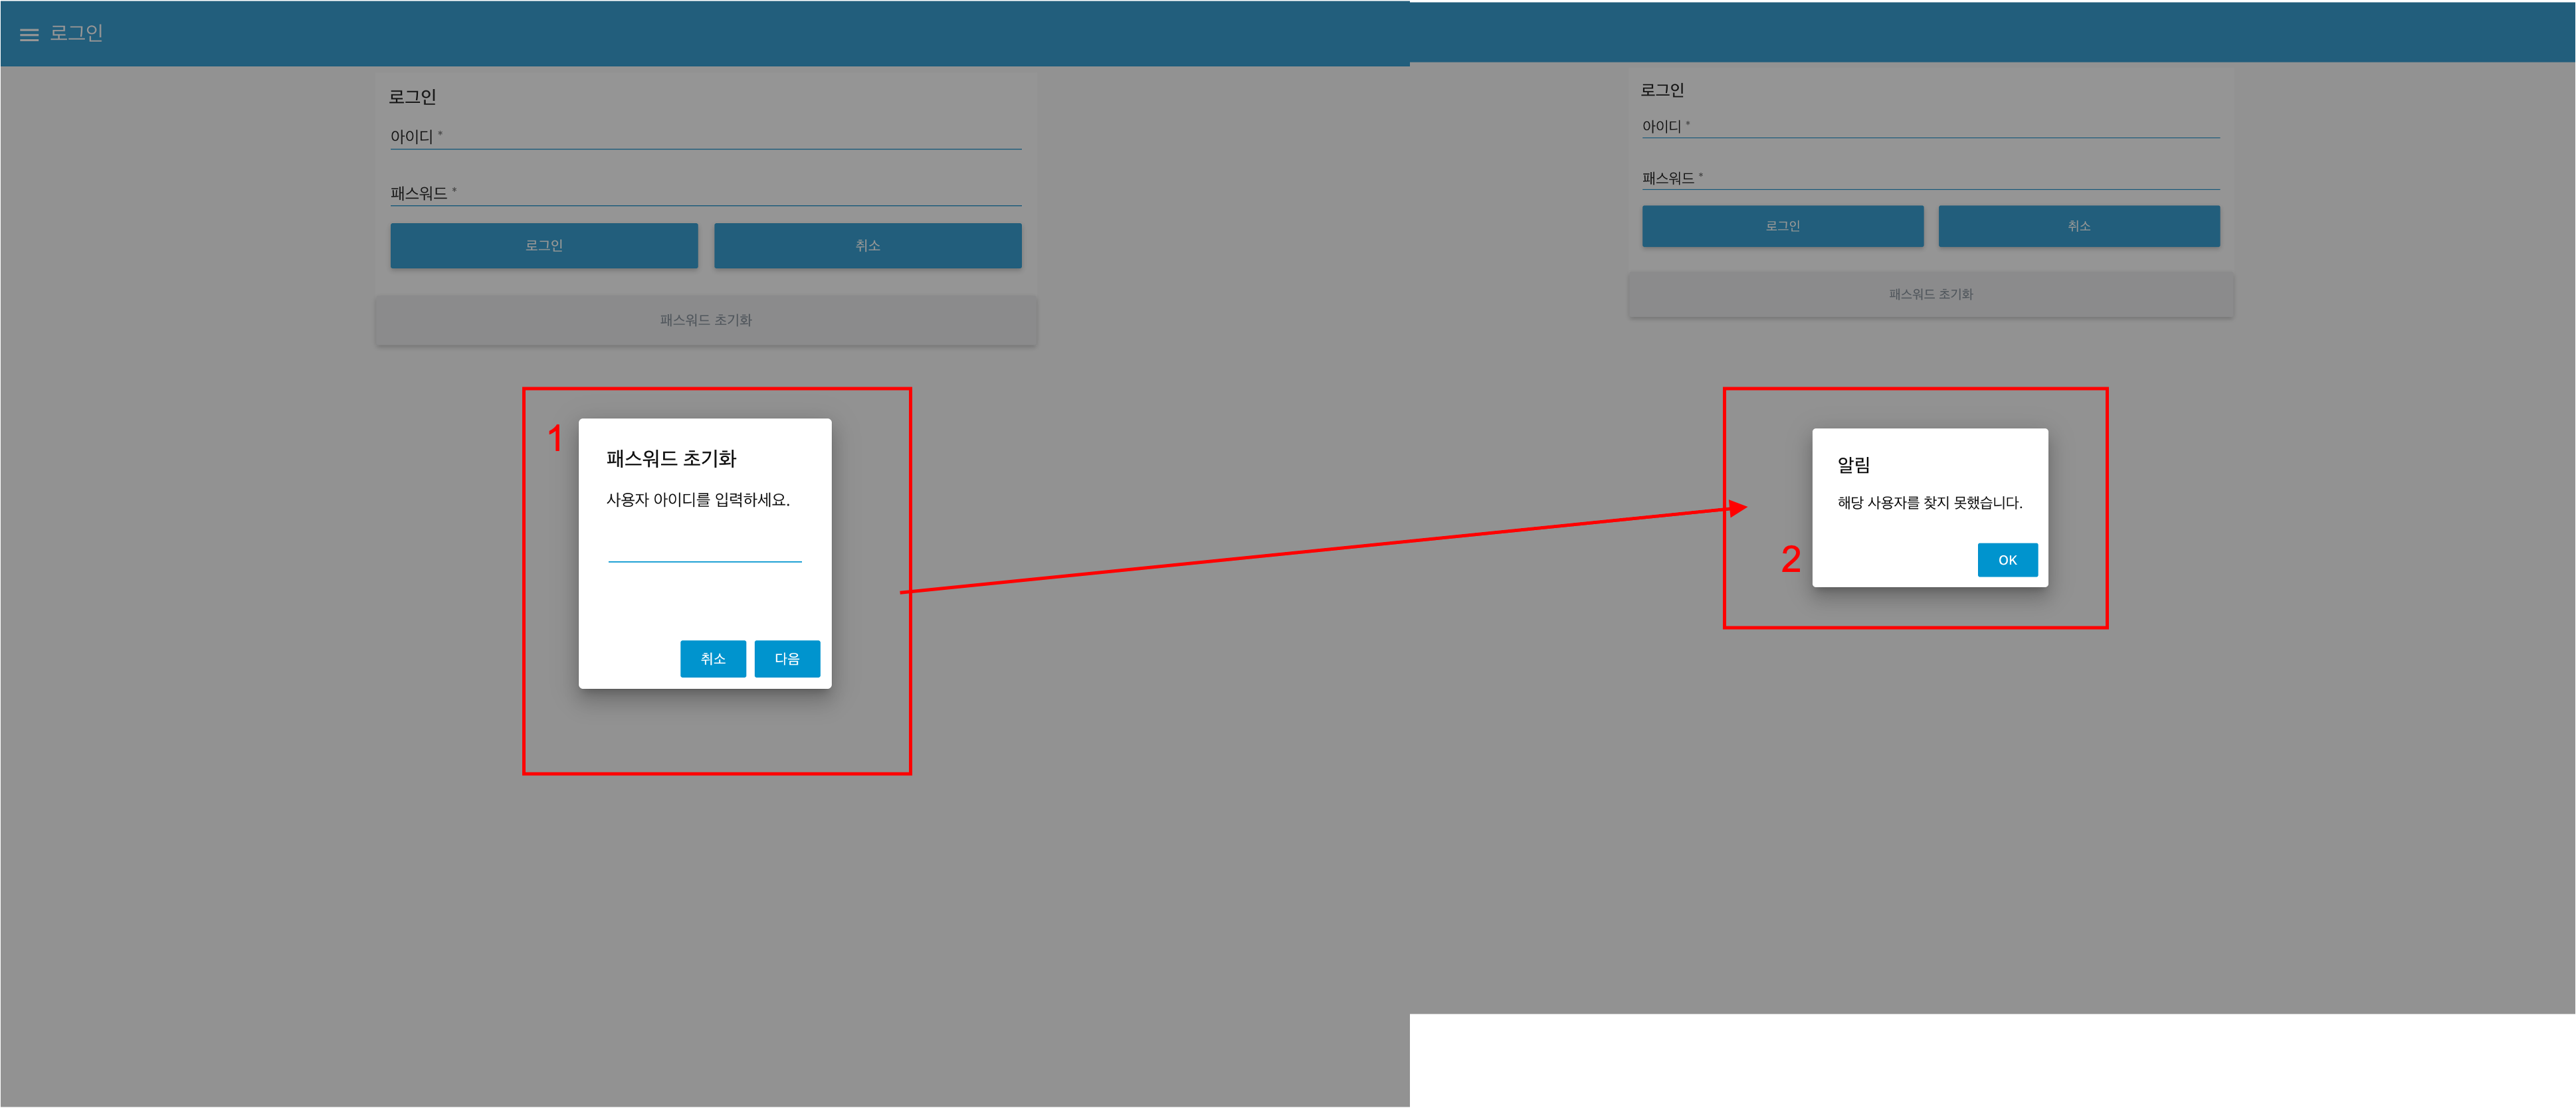 로그인
로그인
아이디 *
패스워드 *
로그인
취소
패스워드 초기화
1
패스워드 초기화
사용자 아이디를 입력하세요.
취소
다음
로그인
아이디 *
패스워드 *
로그인
취소
패스워드 초기화
알림
해당 사용자를 찾지 못했습니다.
2
OK